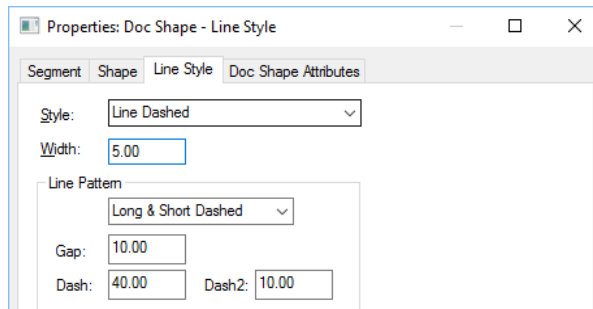 Properties: Doc Shape - Line Style
Segment Shape Line Style Doc Shape Attributes
Style: Line Dashed
Width: 5.00
Line Pattern
Long & Short Dashed
Gap: 10.00
Dash: 40.00 Dash2: 10.00